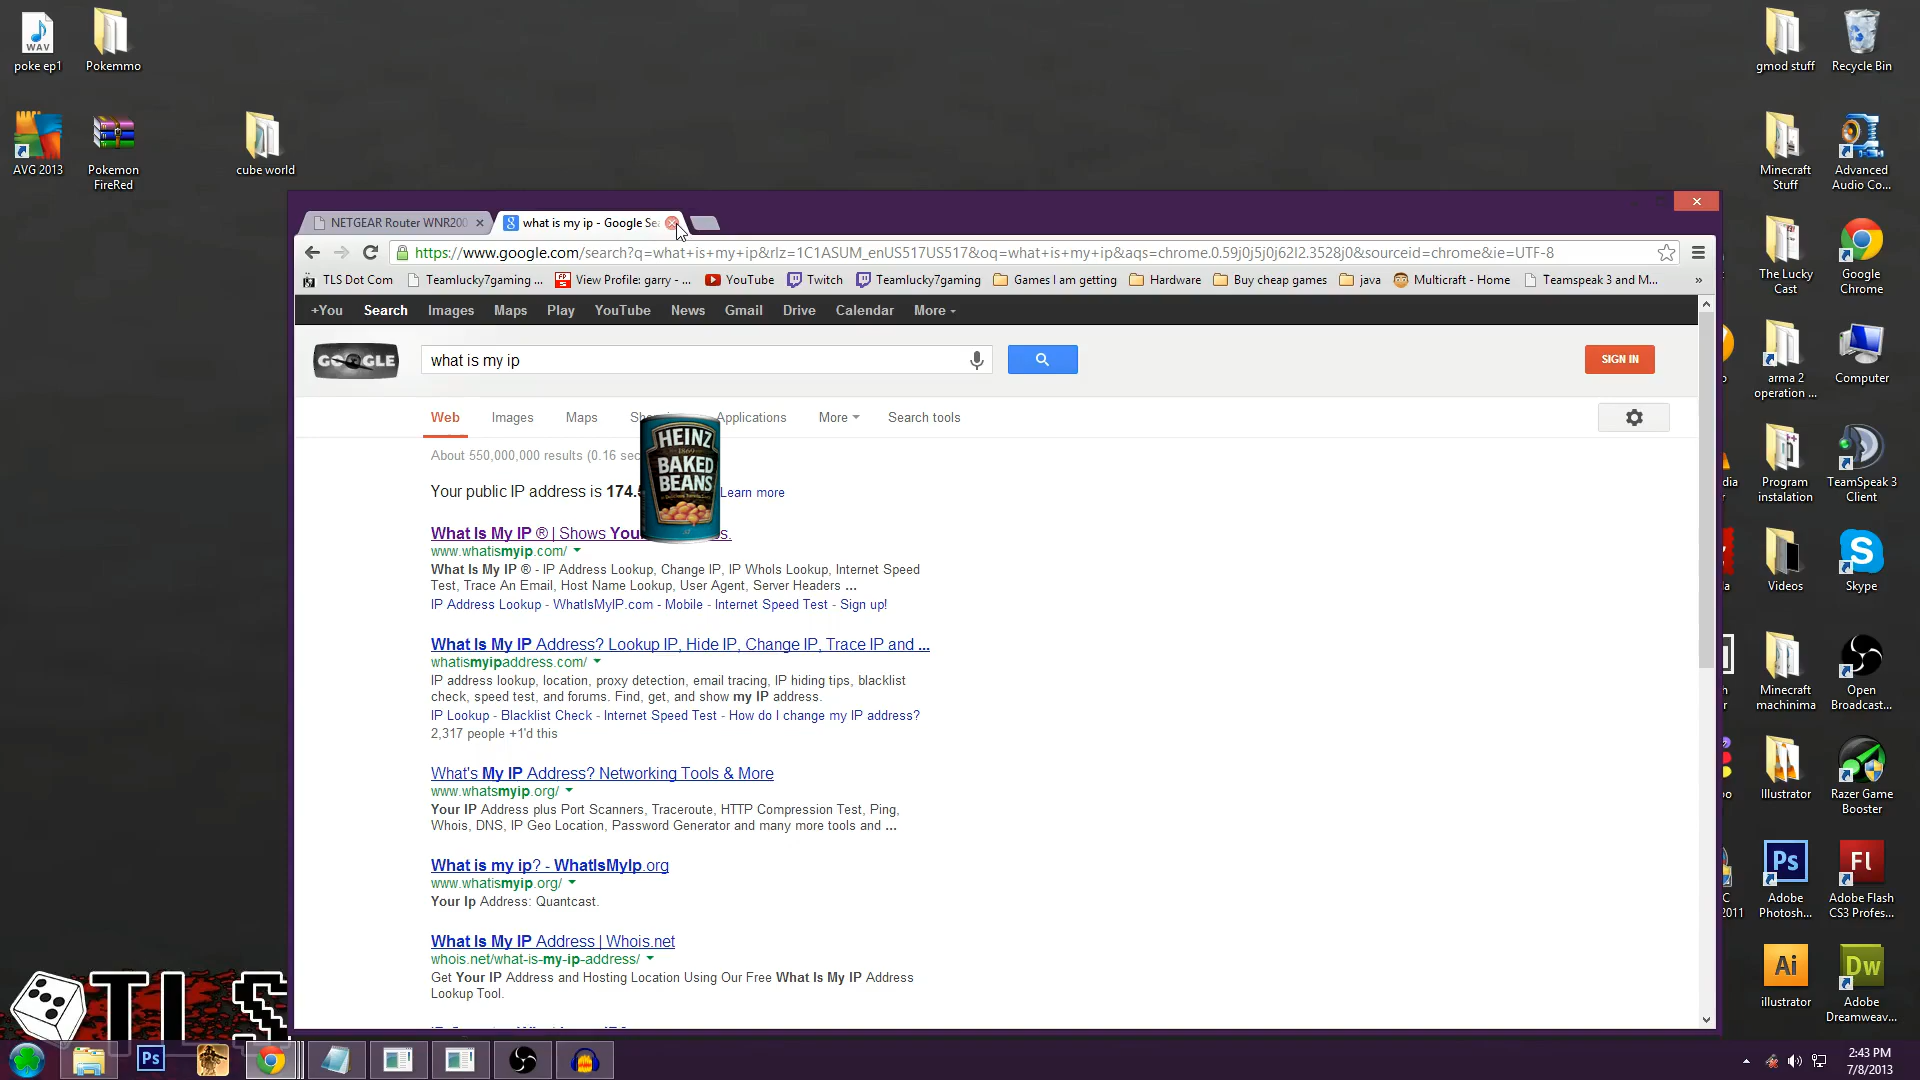 poke ep1
Pokemmo
gmod stuff
Recycle Bin
AVG 2013
Pokemon
FireRed
cube world
Minecraft
Stuff
Advanced
Audio Co...
NETGEAR Router WNR200
what is my ip - Google Sea
https://www.google.com/search?q=what+is+my+ip&rlz=1C1ASUM_enUS517US517&oq=what+is+my+ip&aqs=chrome.0.59j0j5j0j62l2.3528j0&sourceid=chrome&ie=UTF-8
TLS Dot Com
Teamlucky7gaming ...
View Profile: garry - ...
YouTube
Twitch
Teamlucky7gaming
Games I am getting
Hardware
Buy cheap games
java
Multicraft - Home
Teamspeak 3 and M...
»
The Lucky
Cast
Google
Chrome
+You Search Images Maps Play YouTube News Gmail Drive Calendar More
GOOGLE
what is my ip
SIGN IN
arma 2
operation ...
Computer
Web Images Maps Applications More Search tools
About 550,000,000 results (0.16 sec
HEINZ
BAKED
BEANS
Your public IP address is 174. Learn more
What Is My IP ® | Shows You s.
www.whatismyip.com/
What Is My IP ® - IP Address Lookup, Change IP, IP WhoIs Lookup, Internet Speed
Test, Trace An Email, Host Name Lookup, User Agent, Server Headers ...
IP Address Lookup - WhatIsMyIP.com - Mobile - Internet Speed Test - Sign up!
What Is My IP Address? Lookup IP, Hide IP, Change IP, Trace IP and ...
whatismyipaddress.com/
IP address lookup, location, proxy detection, email tracing, IP hiding tips, blacklist
check, speed test, and forums. Find, get, and show my IP address.
IP Lookup - Blacklist Check - Internet Speed Test - How do I change my IP address?
2,317 people +1'd this
What's My IP Address? Networking Tools & More
www.whatsmyip.org/
Your IP Address plus Port Scanners, Traceroute, HTTP Compression Test, Ping,
Whois, DNS, IP Geo Location, Password Generator and many more tools and ...
What is my ip? - WhatIsMyIp.org
www.whatismyip.org/
Your Ip Address: Quantcast.
What Is My IP Address | Whois.net
whois.net/what-is-my-ip-address/
Get Your IP Address and Hosting Location Using Our Free What Is My IP Address
Lookup Tool.
Program
instalation
TeamSpeak 3
Client
Videos
Skype
Minecraft
machinima
Open
Broadcast...
Illustrator
Razer Game
Booster
2011
Ps
Adobe
Photosh...
Fl
Adobe Flash
CS3 Profes...
Ai
illustrator
Dw
Adobe
Dreamweav...
TLS
Ps
2:43 PM
7/8/2013